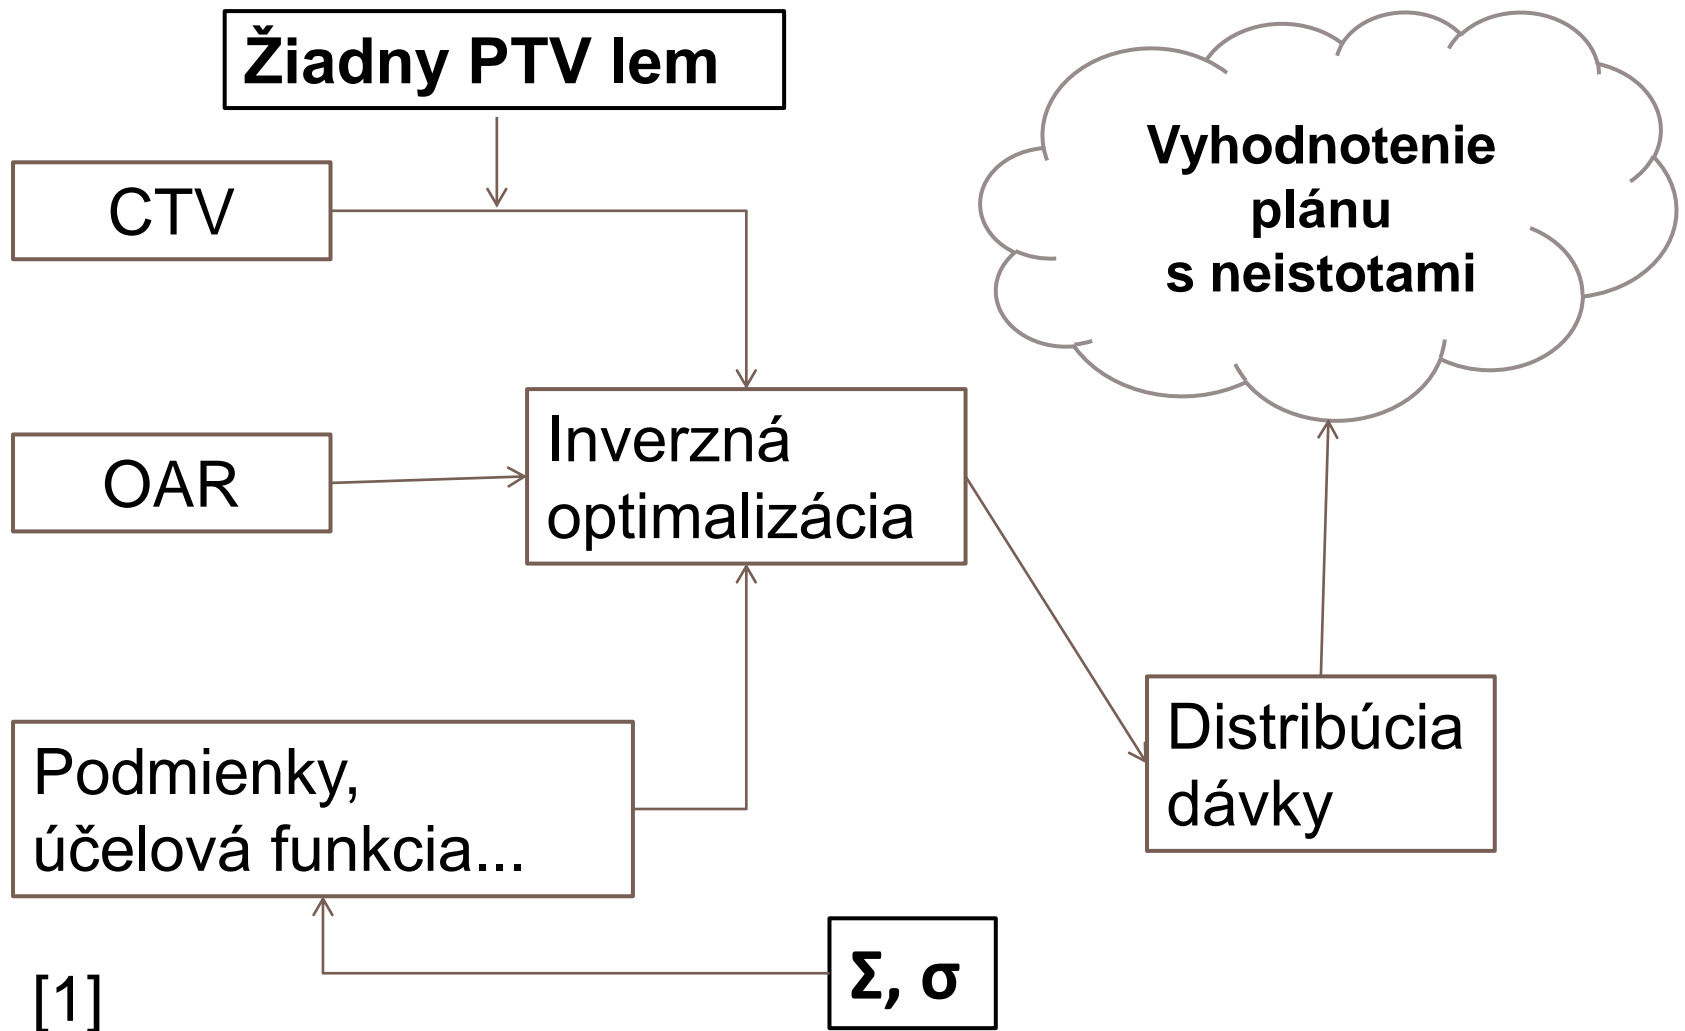 Žiadny PTV lem
CTV
Vyhodnotenie
plánu
s neistotami
OAR
Inverzná
optimalizácia
Podmienky,
účelová funkcia...
Distribúcia
dávky
Σ, σ
[1]